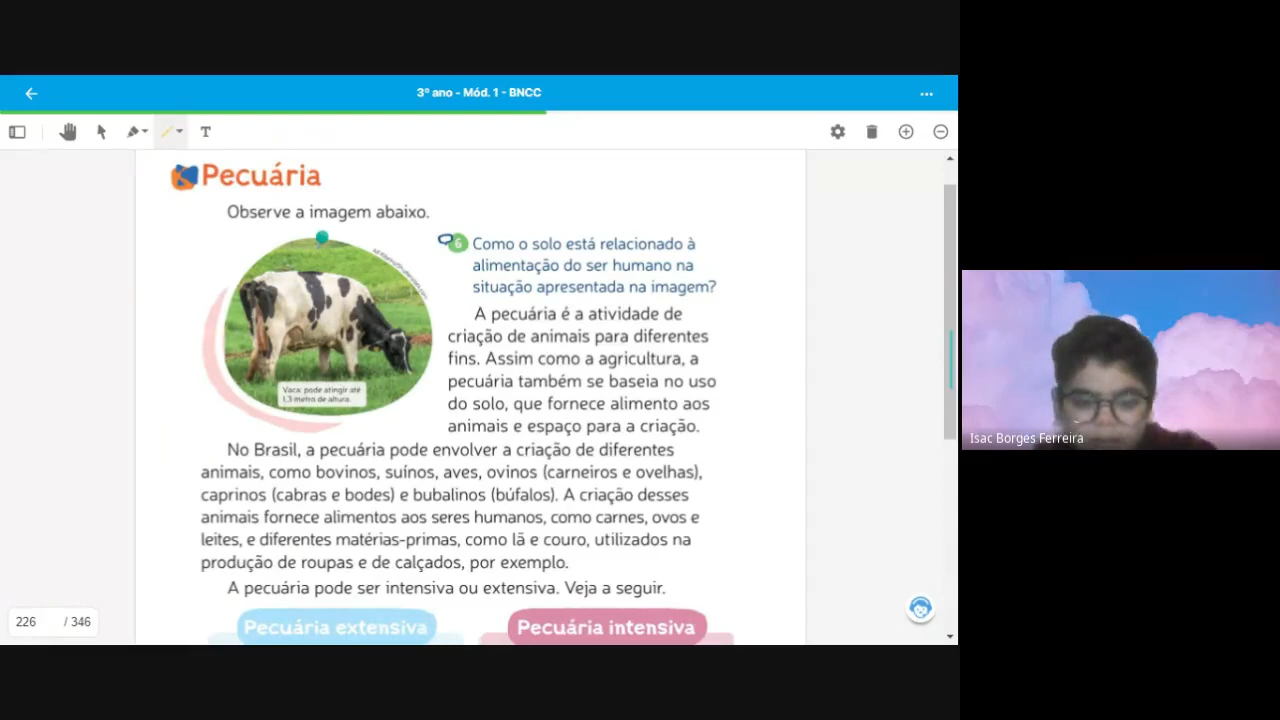 3º ano - Mód. 1 - BNCC
T
Pecuária
Observe a imagem abaixo.
6 Como o solo está relacionado à
alimentação do ser humano na
situação apresentada na imagem?
Vaca: pode atingir até
1,3 metro de altura.
A pecuária é a atividade de
criação de animais para diferentes
fins. Assim como a agricultura, a
pecuária também se baseia no uso
do solo, que fornece alimento aos
animais e espaço para a criação.
No Brasil, a pecuária pode envolver a criação de diferentes
animais, como bovinos, suínos, aves, ovinos (carneiros e ovelhas),
caprinos (cabras e bodes) e bubalinos (búfalos). A criação desses
animais fornece alimentos aos seres humanos, como carnes, ovos e
leites, e diferentes matérias-primas, como lã e couro, utilizados na
produção de roupas e de calçados, por exemplo.
A pecuária pode ser intensiva ou extensiva. Veja a seguir.
Pecuária extensiva
Pecuária intensiva
226 / 346
Isac Borges Ferreira